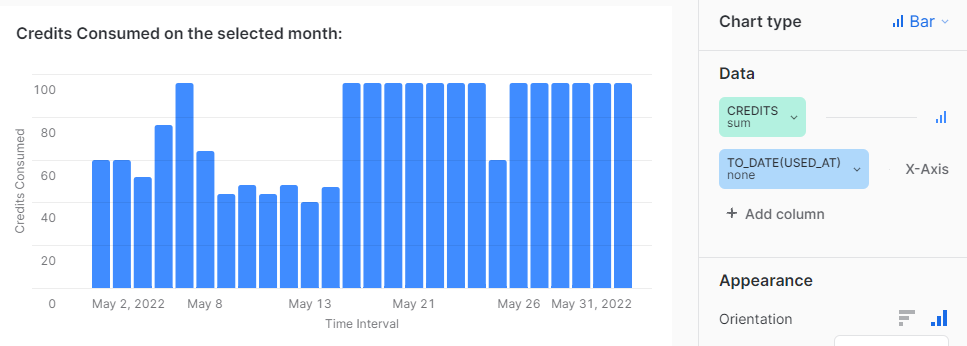 Credits Consumed on the selected month:
Credits Consumed
100
80
60
40
20
0
May 2, 2022
May 8
May 13
May 21
May 26
May 31, 2022
Time Interval
Chart type
Bar
Data
CREDITS
sum
TO_DATE(USED_AT)
none
X-Axis
+ Add column
Appearance
Orientation